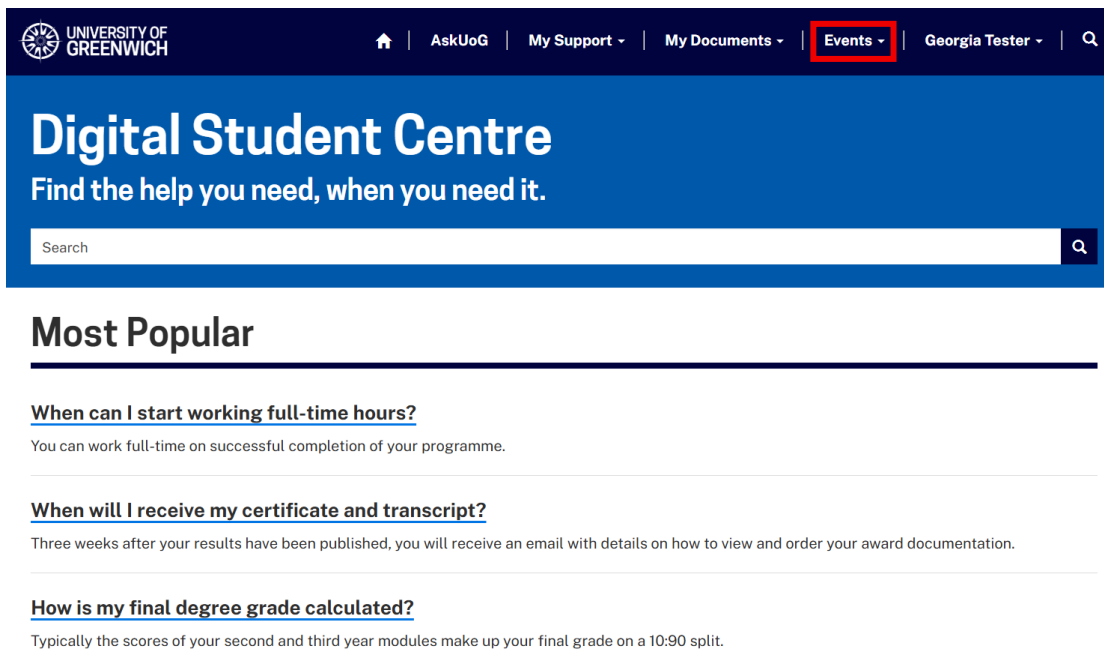 UNIVERSITY OF
GREENWICH
AskUoG
My Support
My Documents
Events
Georgia Tester
Digital Student Centre
Find the help you need, when you need it.
Search
Most Popular
When can I start working full-time hours?
You can work full-time on successful completion of your programme.
When will I receive my certificate and transcript?
Three weeks after your results have been published, you will receive an email with details on how to view and order your award documentation.
How is my final degree grade calculated?
Typically the scores of your second and third year modules make up your final grade on a 10:90 split.